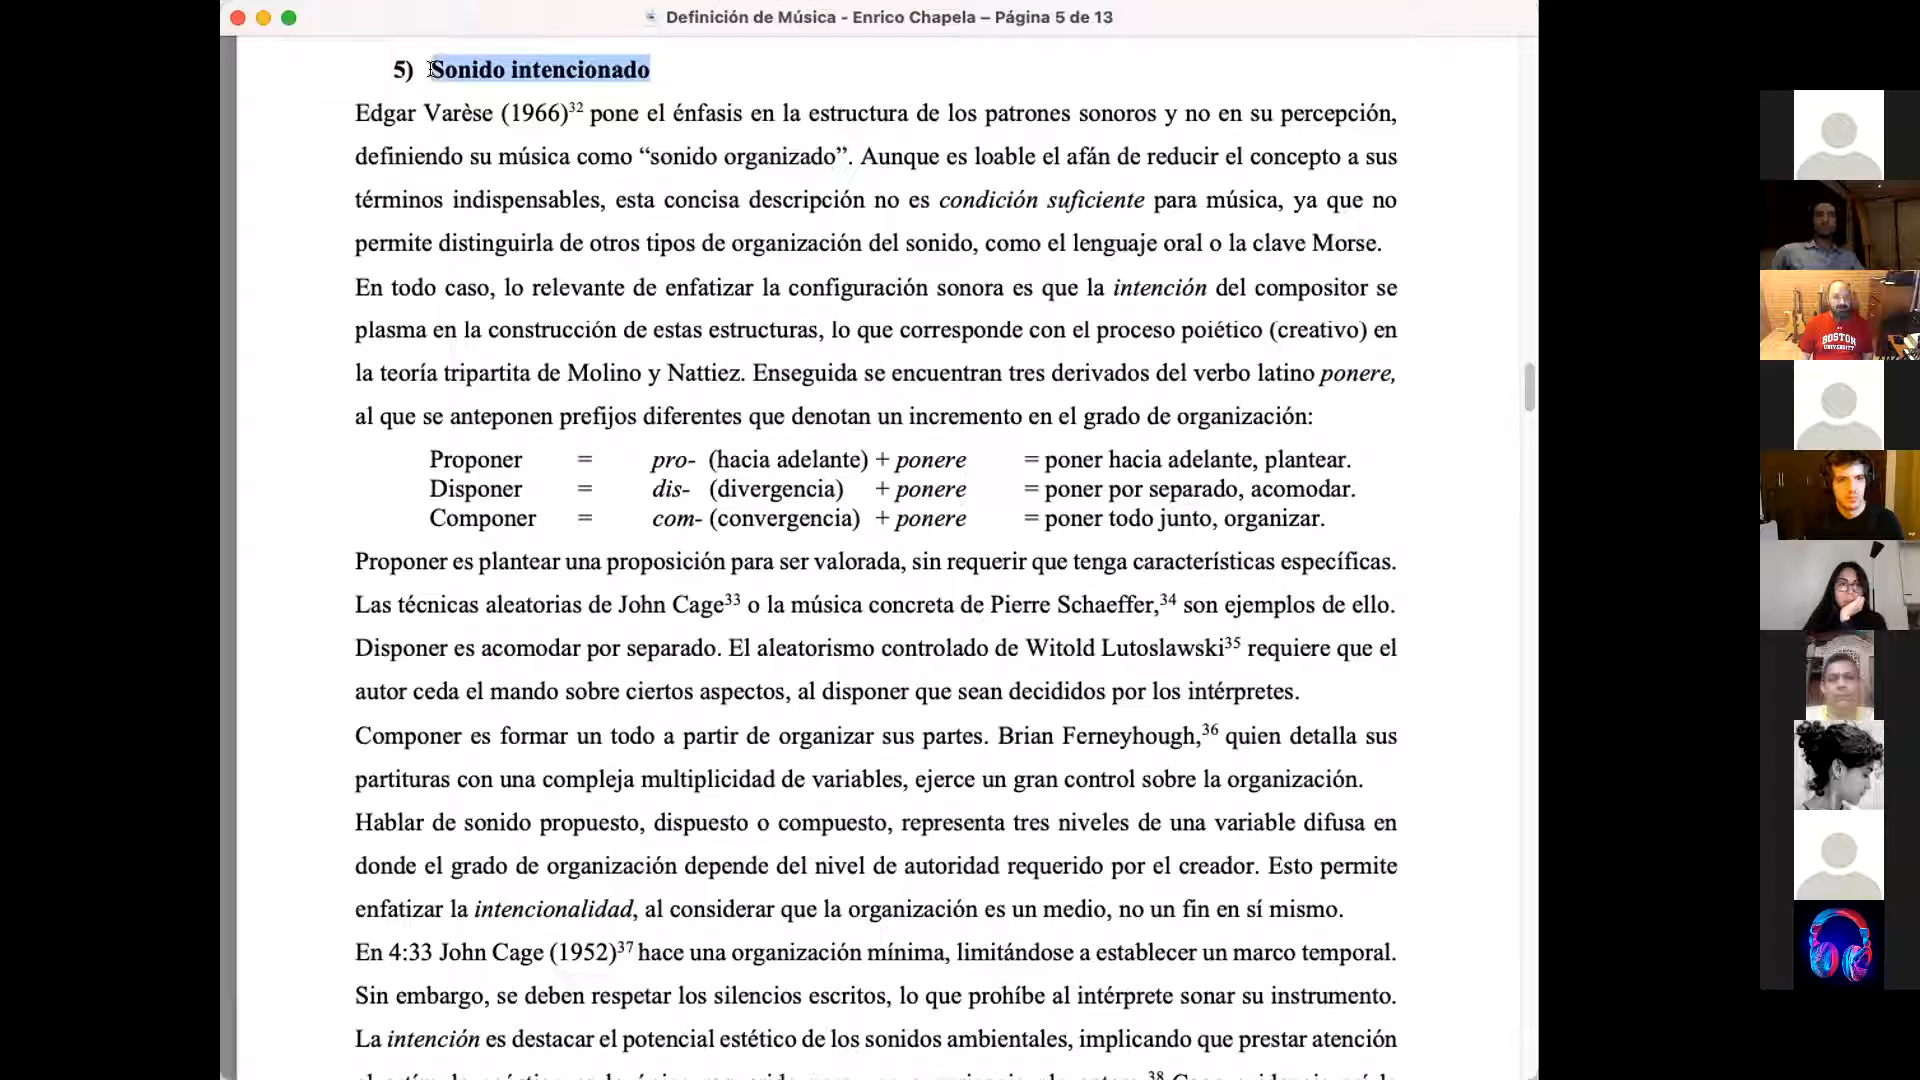 Definición de Música - Enrico Chapela – Página 5 de 13
5) Sonido intencionado
Edgar Varèse (1966)32 pone el énfasis en la estructura de los patrones sonoros y no en su percepción,
definiendo su música como “sonido organizado”. Aunque es loable el afán de reducir el concepto a sus
términos indispensables, esta concisa descripción no es condición suficiente para música, ya que no
permite distinguirla de otros tipos de organización del sonido, como el lenguaje oral o la clave Morse.
En todo caso, lo relevante de enfatizar la configuración sonora es que la intención del compositor se
plasma en la construcción de estas estructuras, lo que corresponde con el proceso poiético (creativo) en
la teoría tripartita de Molino y Nattiez. Enseguida se encuentran tres derivados del verbo latino ponere,
al que se anteponen prefijos diferentes que denotan un incremento en el grado de organización:
Proponer = pro- (hacia adelante) + ponere = poner hacia adelante, plantear.
Disponer = dis- (divergencia) + ponere = poner por separado, acomodar.
Componer = com- (convergencia) + ponere = poner todo junto, organizar.
Proponer es plantear una proposición para ser valorada, sin requerir que tenga características específicas.
Las técnicas aleatorias de John Cage33 o la música concreta de Pierre Schaeffer,34 son ejemplos de ello.
Disponer es acomodar por separado. El aleatorismo controlado de Witold Lutoslawski35 requiere que el
autor ceda el mando sobre ciertos aspectos, al disponer que sean decididos por los intérpretes.
Componer es formar un todo a partir de organizar sus partes. Brian Ferneyhough,36 quien detalla sus
partituras con una compleja multiplicidad de variables, ejerce un gran control sobre la organización.
Hablar de sonido propuesto, dispuesto o compuesto, representa tres niveles de una variable difusa en
donde el grado de organización depende del nivel de autoridad requerido por el creador. Esto permite
enfatizar la intencionalidad, al considerar que la organización es un medio, no un fin en sí mismo.
En 4:33 John Cage (1952)37 hace una organización mínima, limitándose a establecer un marco temporal.
Sin embargo, se deben respetar los silencios escritos, lo que prohíbe al intérprete sonar su instrumento.
La intención es destacar el potencial estético de los sonidos ambientales, implicando que prestar atención
BOSTON
UNIVERSITY